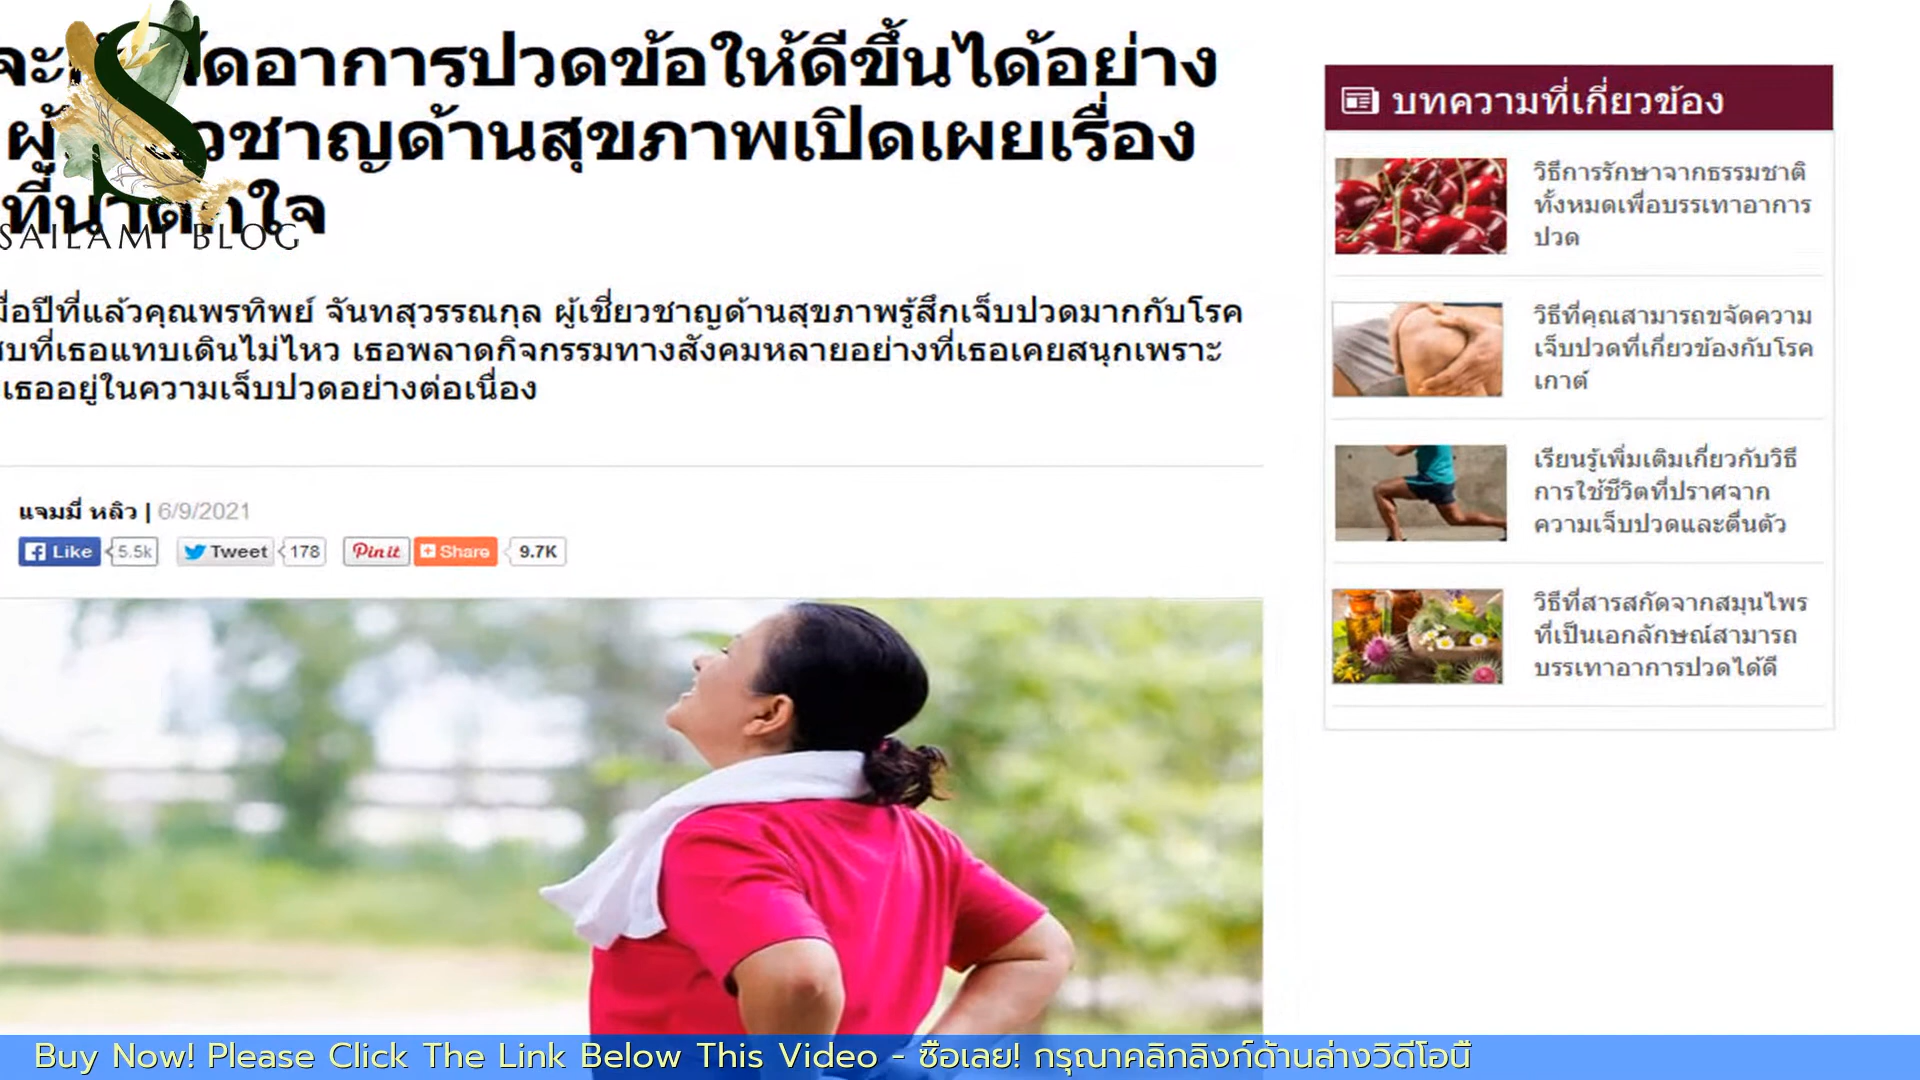 จะ ัดอาการปวดข้อให้ดีขึ้นได้อย่าง
ผู้ วชาญด้านสุขภาพเปิดเผยเรื่อง
ที่น่าตกใจ
SAILAMI BLOG
มื่อปีที่แล้วคุณพรทิพย์ จันทสุวรรณกุล ผู้เชี่ยวชาญด้านสุขภาพรู้สึกเจ็บปวดมากกับโรค
สบที่เธอแทบเดินไม่ไหว เธอพลาดกิจกรรมทางสังคมหลายอย่างที่เธอเคยสนุกเพราะ
เธออยู่ในความเจ็บปวดอย่างต่อเนื่อง
แจมมี่ หลิว | 6/9/2021
Like 5.5k Tweet 178 Pin it Share 9.7K
บทความที่เกี่ยวข้อง
วิธีการรักษาจากธรรมชาติ
ทั้งหมดเพื่อบรรเทาอาการ
ปวด
วิธีที่คุณสามารถขจัดความ
เจ็บปวดที่เกี่ยวข้องกับโรค
เกาต์
เรียนรู้เพิ่มเติมเกี่ยวกับวิธี
การใช้ชีวิตที่ปราศจาก
ความเจ็บปวดและตื่นตัว
วิธีที่สารสกัดจากสมุนไพร
ที่เป็นเอกลักษณ์สามารถ
บรรเทาอาการปวดได้ดี
Buy Now! Please Click The Link Below This Video - ซื้อเลย! กรุณาคลิกลิงก์ด้านล่างวิดีโอนี้